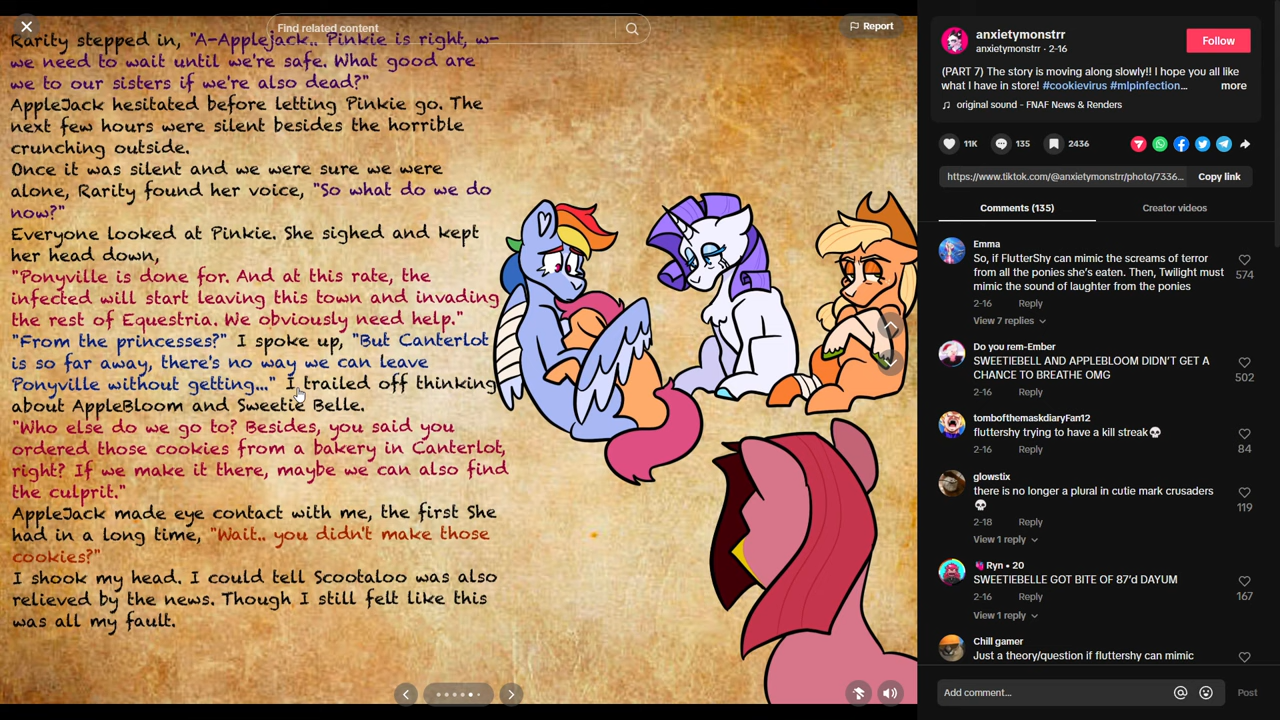 Find related content
Report
Rarity stepped in, "A-Applejack.. Pinkie is right, w-
we need to wait until we're safe. What good are
we to our sisters if we're also dead?"
AppleJack hesitated before letting Pinkie go. The
next few hours were silent besides the horrible
crunching outside.
Once it was silent and we were sure we were
alone, Rarity found her voice, "So what do we do
now?"
Everyone looked at Pinkie. She sighed and kept
her head down,
"Ponyville is done for. And at this rate, the
infected will start leaving this town and invading
the rest of Equestria. We obviously need help."
"From the princesses?" I spoke up, "But Canterlot
is so far away, there's no way we can leave
Ponyville without getting..." I trailed off thinking
about AppleBloom and Sweetie Belle.
"Who else do we go to? Besides, you said you
ordered those cookies from a bakery in Canterlot,
right? If we make it there, maybe we can also find
the culprit."
AppleJack made eye contact with me, the first She
had in a long time, "Wait.. you didn't make those
cookies?"
I shook my head. I could tell Scootaloo was also
relieved by the news. Though I still felt like this
was all my fault.
anxietymonstrr
anxietymonstrr · 2-16
Follow
(PART 7) The story is moving along slowly!! I hope you all like
what I have in store! #cookievirus #mlpinfection... more
original sound - FNAF News & Renders
11K 135 2436
https://www.tiktok.com/@anxietymonstrr/photo/7336... Copy link
Comments (135) Creator videos
Emma
So, if FlutterShy can mimic the screams of terror
from all the ponies she's eaten. Then, Twilight must
mimic the sound of laughter from the ponies
574
2-16 Reply
View 7 replies
Do you rem-Ember
SWEETIEBELL AND APPLEBLOOM DIDN'T GET A
CHANCE TO BREATHE OMG
502
2-16 Reply
tombofthemaskdiaryFan12
fluttershy trying to have a kill streak💀
84
2-16 Reply
glowstix
there is no longer a plural in cutie mark crusaders
💀
119
2-18 Reply
View 1 reply
Ryn • 20
SWEETIEBELLE GOT BITE OF 87'd DAYUM
167
2-16 Reply
View 1 reply
Chill gamer
Just a theory/question if fluttershy can mimic
Add comment... Post